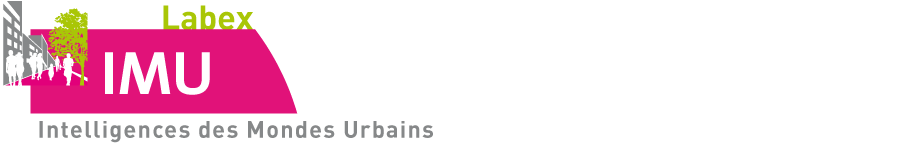 Labex
IMU
Intelligences des Mondes Urbains